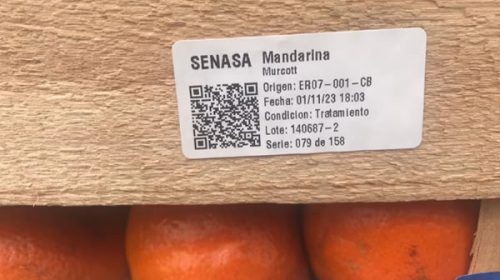 SENASA Mandarina
Murcott
Origen: ER07-001-CB
Fecha: 01/11/23 18:03
Condicion: Tratamiento
Lote: 140687-2
Serie: 079 de 158